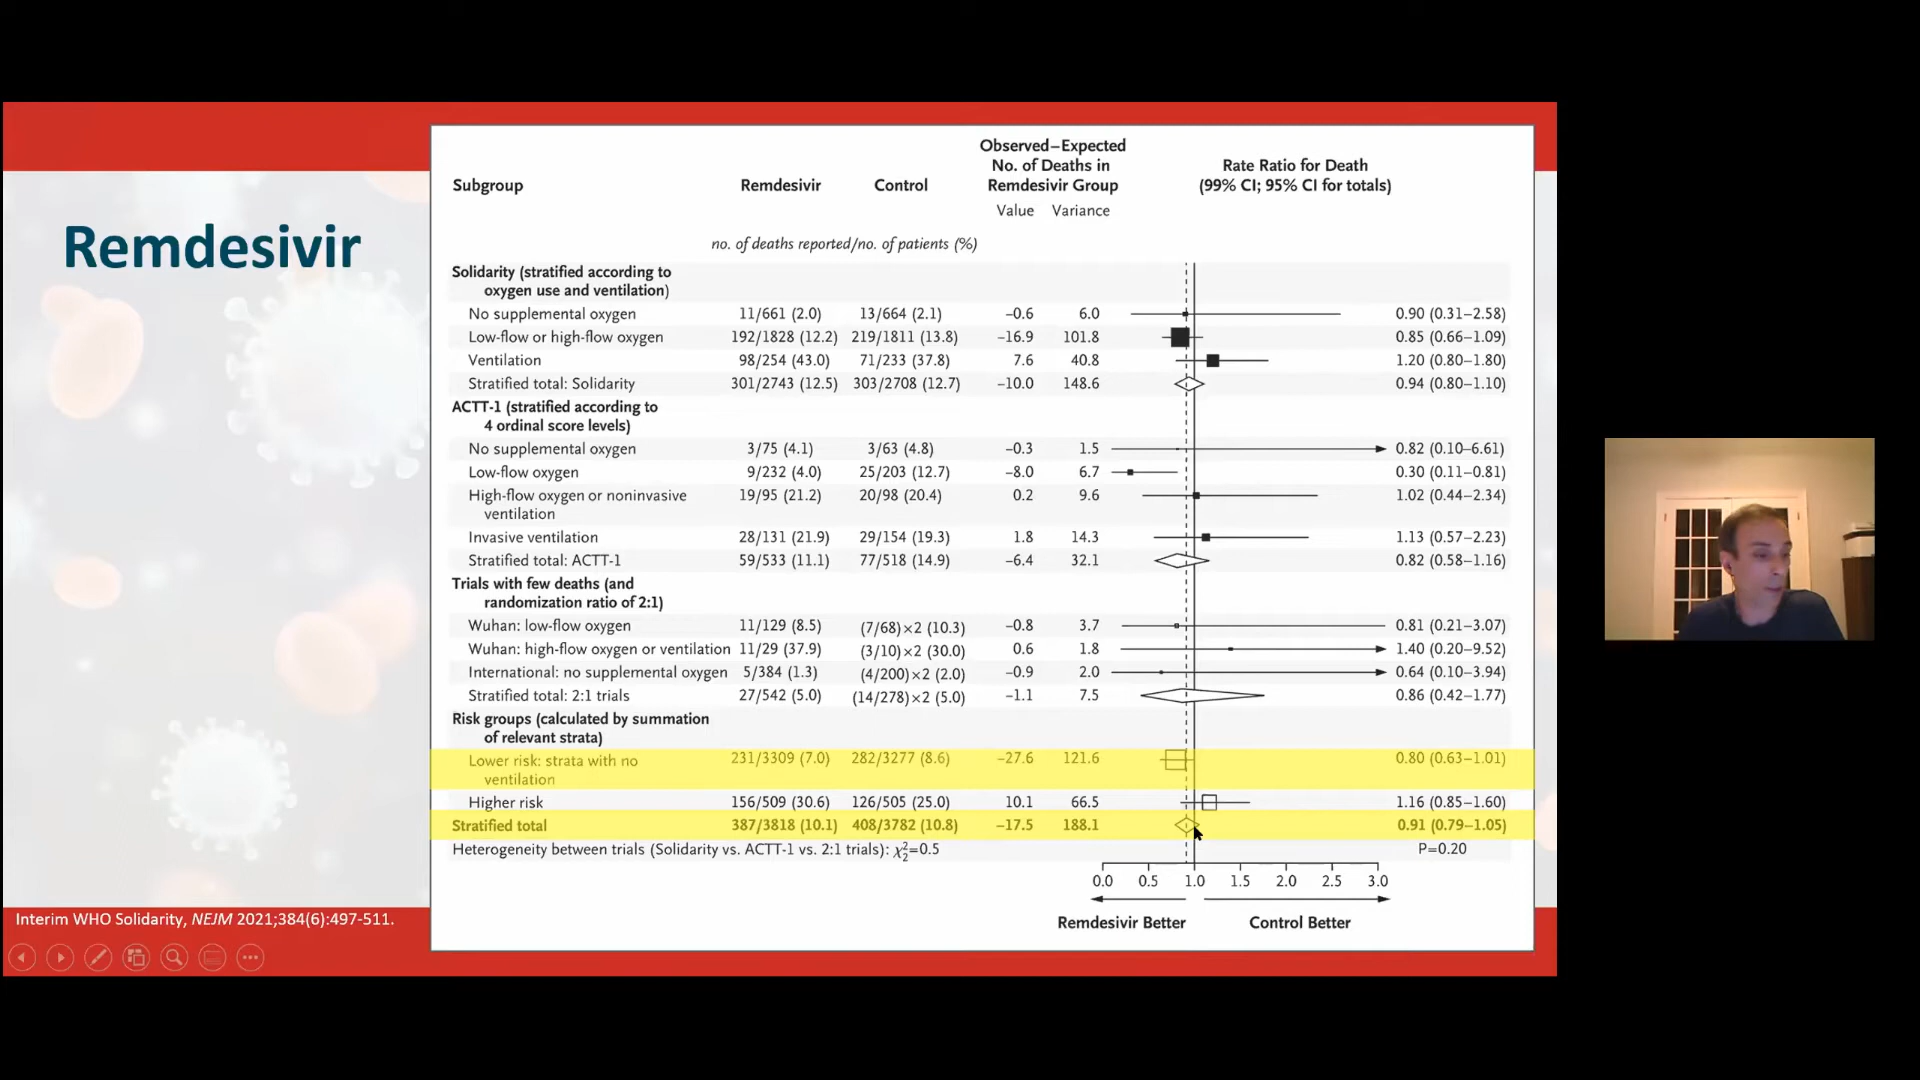 Remdesivir
Observed–Expected
No. of Deaths in
Remdesivir Group
Rate Ratio for Death
(99% CI; 95% CI for totals)
Subgroup Remdesivir Control
Value Variance
no. of deaths reported/no. of patients (%)
Solidarity (stratified according to
oxygen use and ventilation)
No supplemental oxygen 11/661 (2.0) 13/664 (2.1) –0.6 6.0 0.90 (0.31–2.58)
Low-flow or high-flow oxygen 192/1828 (12.2) 219/1811 (13.8) –16.9 101.8 0.85 (0.66–1.09)
Ventilation 98/254 (43.0) 71/233 (37.8) 7.6 40.8 1.20 (0.80–1.80)
Stratified total: Solidarity 301/2743 (12.5) 303/2708 (12.7) –10.0 148.6 0.94 (0.80–1.10)
ACTT-1 (stratified according to
4 ordinal score levels)
No supplemental oxygen 3/75 (4.1) 3/63 (4.8) –0.3 1.5 0.82 (0.10–6.61)
Low-flow oxygen 9/232 (4.0) 25/203 (12.7) –8.0 6.7 0.30 (0.11–0.81)
High-flow oxygen or noninvasive 19/95 (21.2) 20/98 (20.4) 0.2 9.6 1.02 (0.44–2.34)
ventilation
Invasive ventilation 28/131 (21.9) 29/154 (19.3) 1.8 14.3 1.13 (0.57–2.23)
Stratified total: ACTT-1 59/533 (11.1) 77/518 (14.9) –6.4 32.1 0.82 (0.58–1.16)
Trials with few deaths (and
randomization ratio of 2:1)
Wuhan: low-flow oxygen 11/129 (8.5) (7/68)×2 (10.3) –0.8 3.7 0.81 (0.21–3.07)
Wuhan: high-flow oxygen or ventilation 11/29 (37.9) (3/10)×2 (30.0) 0.6 1.8 1.40 (0.20–9.52)
International: no supplemental oxygen 5/384 (1.3) (4/200)×2 (2.0) –0.9 2.0 0.64 (0.10–3.94)
Stratified total: 2:1 trials 27/542 (5.0) (14/278)×2 (5.0) –1.1 7.5 0.86 (0.42–1.77)
Risk groups (calculated by summation
of relevant strata)
Lower risk: strata with no 231/3309 (7.0) 282/3277 (8.6) –27.6 121.6 0.80 (0.63–1.01)
ventilation
Higher risk 156/509 (30.6) 126/505 (25.0) 10.1 66.5 1.16 (0.85–1.60)
Stratified total 387/3818 (10.1) 408/3782 (10.8) –17.5 188.1 0.91 (0.79–1.05)
Heterogeneity between trials (Solidarity vs. ACTT-1 vs. 2:1 trials): χ²₂=0.5 P=0.20
0.0 0.5 1.0 1.5 2.0 2.5 3.0
Remdesivir Better Control Better
Interim WHO Solidarity, NEJM 2021;384(6):497-511.